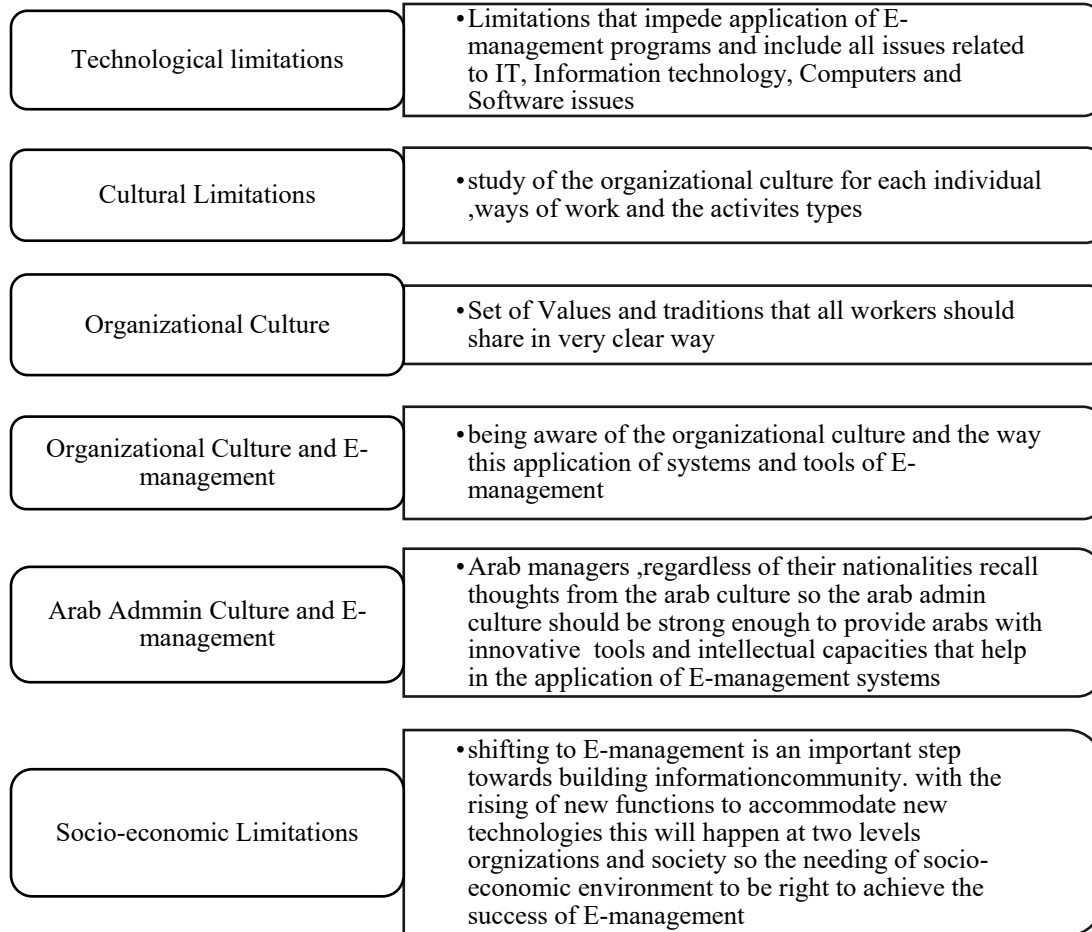 Technological limitations
•Limitations that impede application of E-
management programs and include all issues related
to IT, Information technology, Computers and
Software issues
Cultural Limitations
•study of the organizational culture for each individual
,ways of work and the activites types
Organizational Culture
•Set of Values and traditions that all workers should
share in very clear way
Organizational Culture and E-
management
•being aware of the organizational culture and the way
this application of systems and tools of E-
management
Arab Admmin Culture and E-
management
•Arab managers ,regardless of their nationalities recall
thoughts from the arab culture so the arab admin
culture should be strong enough to provide arabs with
innovative tools and intellectual capacities that help
in the application of E-management systems
Socio-economic Limitations
•shifting to E-management is an important step
towards building informationcommunity. with the
rising of new functions to accommodate new
technologies this will happen at two levels
orgnizations and society so the needing of socio-
economic environment to be right to achieve the
success of E-management